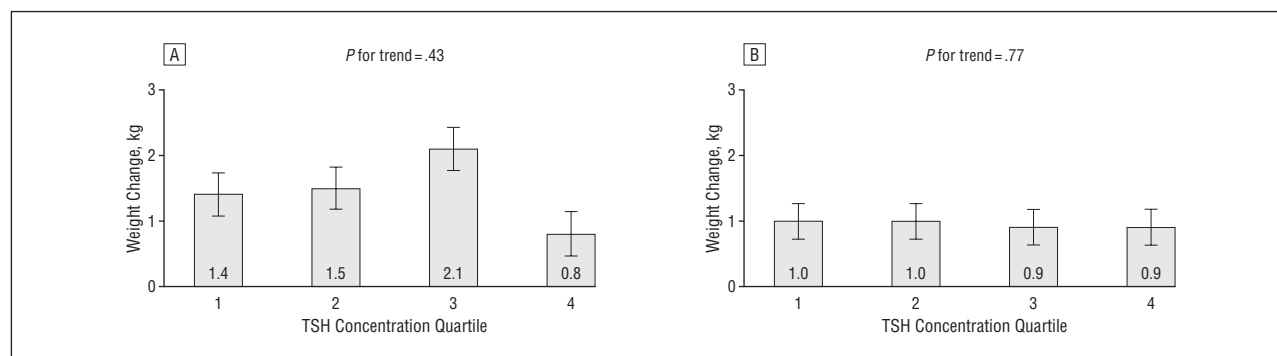 A
P for trend = .43
3
2
1
0
Weight Change, kg
1.4
1.5
2.1
0.8
1 2 3 4
TSH Concentration Quartile
B
P for trend = .77
3
2
1
0
Weight Change, kg
1.0
1.0
0.9
0.9
1 2 3 4
TSH Concentration Quartile